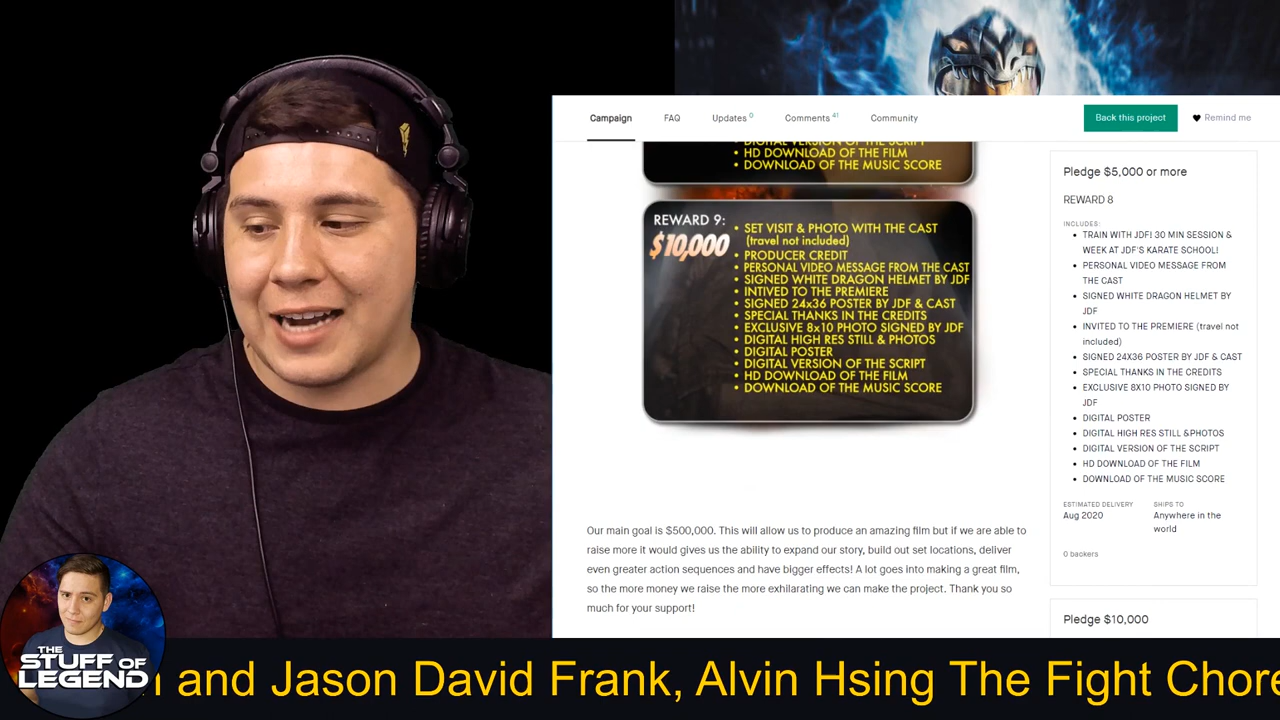 Campaign FAQ Updates 0 Comments 41 Community Back this project Remind me
DIGITAL VERSION OF THE SCRIPT
• HD DOWNLOAD OF THE FILM
• DOWNLOAD OF THE MUSIC SCORE
REWARD 9:
$10,000
• SET VISIT & PHOTO WITH THE CAST
(travel not included)
• PRODUCER CREDIT
• PERSONAL VIDEO MESSAGE FROM THE CAST
• SIGNED WHITE DRAGON HELMET BY JDF
• INTIVED TO THE PREMIERE
• SIGNED 24x36 POSTER BY JDF & CAST
• SPECIAL THANKS IN THE CREDITS
• EXCLUSIVE 8x10 PHOTO SIGNED BY JDF
• DIGITAL HIGH RES STILL & PHOTOS
• DIGITAL POSTER
• DIGITAL VERSION OF THE SCRIPT
• HD DOWNLOAD OF THE FILM
• DOWNLOAD OF THE MUSIC SCORE
Our main goal is $500,000. This will allow us to produce an amazing film but if we are able to
raise more it would gives us the ability to expand our story, build out set locations, deliver
even greater action sequences and have bigger effects! A lot goes into making a great film,
so the more money we raise the more exhilarating we can make the project. Thank you so
much for your support!
Pledge $5,000 or more
REWARD 8
INCLUDES:
• TRAIN WITH JDF! 30 MIN SESSION &
WEEK AT JDF'S KARATE SCHOOL!
• PERSONAL VIDEO MESSAGE FROM
THE CAST
• SIGNED WHITE DRAGON HELMET BY
JDF
• INVITED TO THE PREMIERE (travel not
included)
• SIGNED 24X36 POSTER BY JDF & CAST
• SPECIAL THANKS IN THE CREDITS
• EXCLUSIVE 8X10 PHOTO SIGNED BY
JDF
• DIGITAL POSTER
• DIGITAL HIGH RES STILL &PHOTOS
• DIGITAL VERSION OF THE SCRIPT
• HD DOWNLOAD OF THE FILM
• DOWNLOAD OF THE MUSIC SCORE
ESTIMATED DELIVERY SHIPS TO
Aug 2020 Anywhere in the
world
0 backers
Pledge $10,000
THE
STUFF OF
LEGEND
and Jason David Frank, Alvin Hsing The Fight Chore